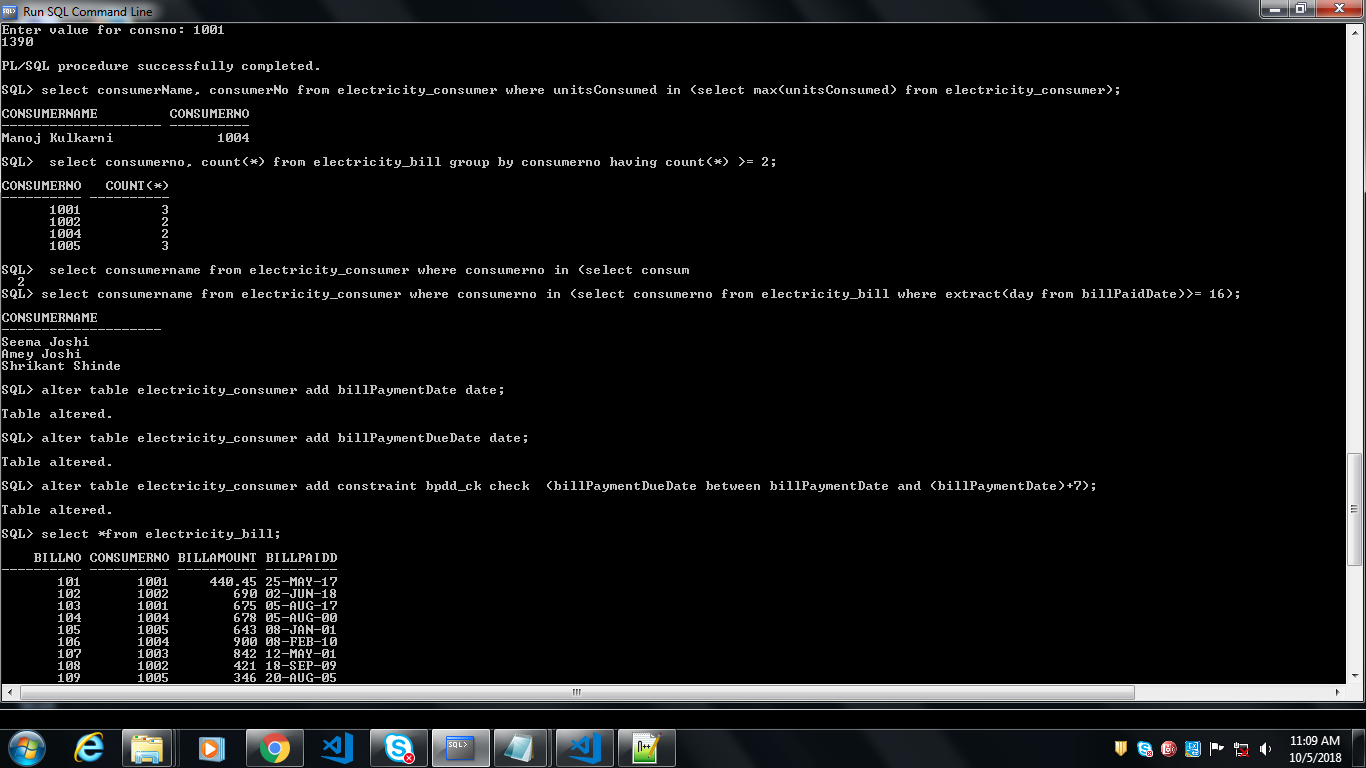 Run SQL Command Line
Enter value for consno: 1001
1390
PL/SQL procedure successfully completed.
SQL> select consumerName, consumerNo from electricity_consumer where unitsConsumed in (select max(unitsConsumed) from electricity_consumer);
CONSUMERNAME CONSUMERNO
-------------------- ----------
Manoj Kulkarni 1004
SQL>  select consumerno, count(*) from electricity_bill group by consumerno having count(*) >= 2;
CONSUMERNO COUNT(*)
---------- ----------
1001 3
1002 2
1004 2
1005 3
SQL>  select consumername from electricity_consumer where consumerno in (select consum
2
SQL> select consumername from electricity_consumer where consumerno in (select consumerno from electricity_bill where extract(day from billPaidDate)>= 16);
CONSUMERNAME
--------------------
Seema Joshi
Amey Joshi
Shrikant Shinde
SQL> alter table electricity_consumer add billPaymentDate date;
Table altered.
SQL> alter table electricity_consumer add billPaymentDueDate date;
Table altered.
SQL> alter table electricity_consumer add constraint bpdd_ck check  (billPaymentDueDate between billPaymentDate and (billPaymentDate)+7);
Table altered.
SQL> select *from electricity_bill;
BILLNO CONSUMERNO BILLAMOUNT BILLPAIDD
---------- ---------- ---------- ---------
101 1001 440.45 25-MAY-17
102 1002 690 02-JUN-18
103 1001 675 05-AUG-17
104 1004 678 05-AUG-00
105 1005 643 08-JAN-01
106 1004 900 08-FEB-10
107 1003 842 12-MAY-01
108 1002 421 18-SEP-09
109 1005 346 20-AUG-05
11:09 AM
10/5/2018